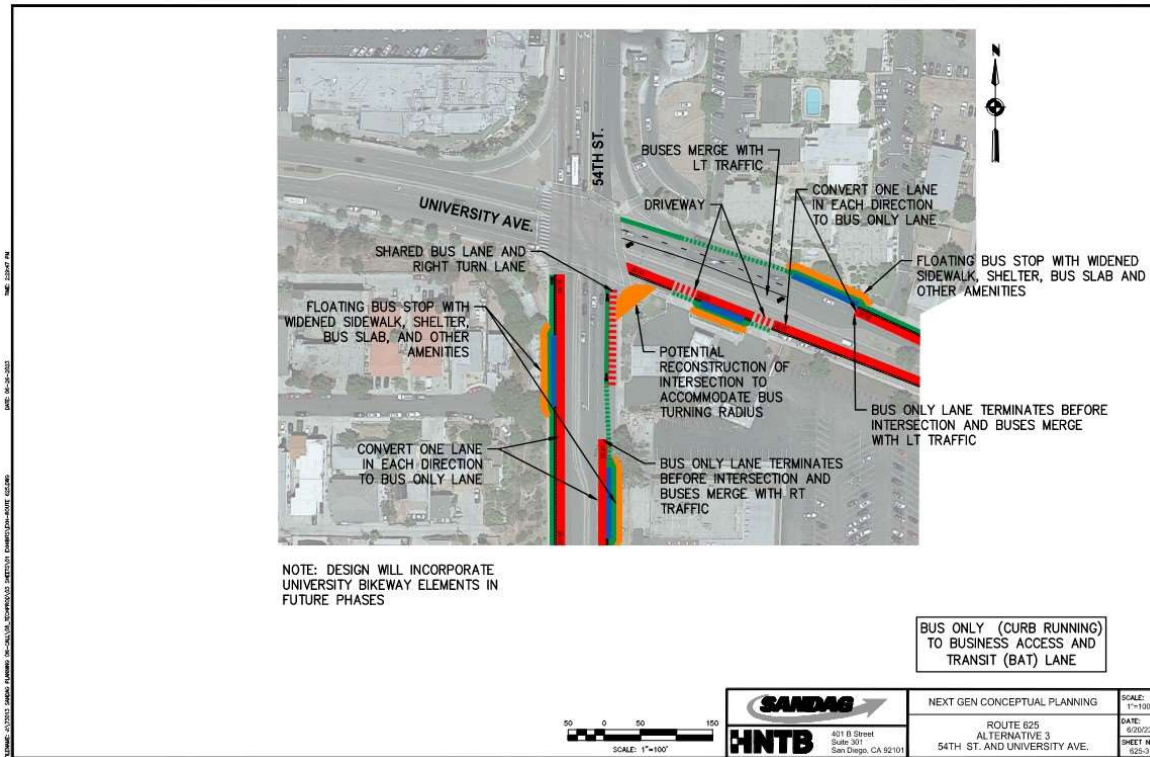 N
54TH ST.
BUSES MERGE WITH
LT TRAFFIC
UNIVERSITY AVE.
DRIVEWAY
CONVERT ONE LANE
IN EACH DIRECTION
TO BUS ONLY LANE
SHARED BUS LANE AND
RIGHT TURN LANE
FLOATING BUS STOP WITH WIDENED
SIDEWALK, SHELTER, BUS SLAB AND
OTHER AMENITIES
FLOATING BUS STOP WITH
WIDENED SIDEWALK, SHELTER,
BUS SLAB, AND OTHER
AMENITIES
POTENTIAL
RECONSTRUCTION OF
INTERSECTION TO
ACCOMMODATE BUS
TURNING RADIUS
BUS ONLY LANE TERMINATES BEFORE
INTERSECTION AND BUSES MERGE
WITH LT TRAFFIC
CONVERT ONE LANE
IN EACH DIRECTION
TO BUS ONLY LANE
BUS ONLY LANE TERMINATES
BEFORE INTERSECTION AND
BUSES MERGE WITH RT
TRAFFIC
NOTE: DESIGN WILL INCORPORATE
UNIVERSITY BIKEWAY ELEMENTS IN
FUTURE PHASES
BUS ONLY (CURB RUNNING)
TO BUSINESS ACCESS AND
TRANSIT (BAT) LANE
50 0 50 150
SCALE: 1"=100'
SANDAG
HNTB
401 B Street
Suite 301
San Diego, CA 92101
NEXT GEN CONCEPTUAL PLANNING
ROUTE 625
ALTERNATIVE 3
54TH ST. AND UNIVERSITY AVE.
SCALE:
1"=100
DATE:
6/20/23
SHEET N
625-3